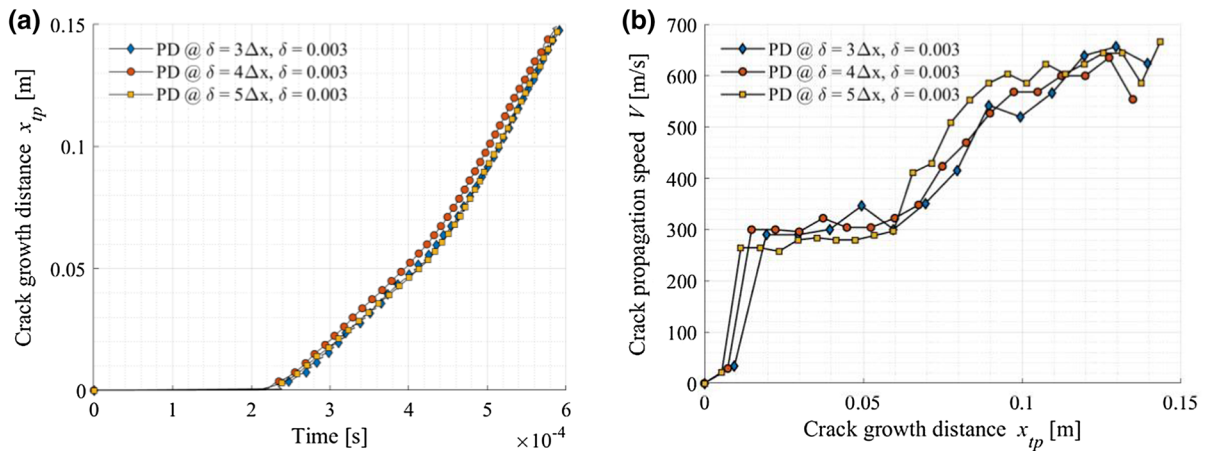 (a)
0.15
PD @ δ = 3Δx, δ = 0.003
PD @ δ = 4Δx, δ = 0.003
PD @ δ = 5Δx, δ = 0.003
0.1
0.05
0
Crack growth distance x_tp [m]
0 1 2 3 4 5 6
Time [s]
×10⁻⁴
(b)
700
600
500
400
300
200
100
0
PD @ δ = 3Δx, δ = 0.003
PD @ δ = 4Δx, δ = 0.003
PD @ δ = 5Δx, δ = 0.003
Crack propagation speed V [m/s]
0 0.05 0.1 0.15
Crack growth distance x_tp [m]